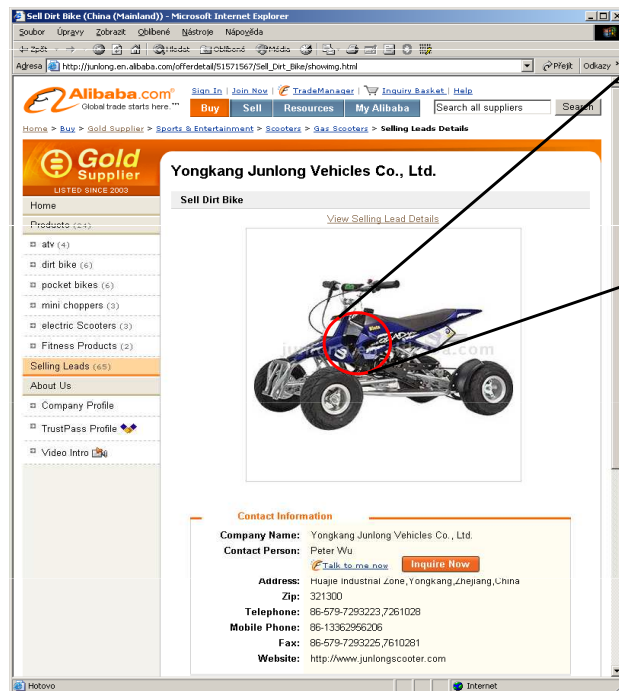 Sell Dirt Bike (China (Mainland)) - Microsoft Internet Explorer
Soubor Úpravy Zobrazit Oblíbené Nástroje Nápověda
Zpět Hledat Oblíbené Média
Adresa http://junlong.en.alibaba.com/offerdetail/51571567/Sell_Dirt_Bike/showimg.html Přejít Odkazy »
Alibaba.com®
Global trade starts here.™
Sign In | Join Now | TradeManager | Inquiry Basket | Help
Buy Sell Resources My Alibaba Search all suppliers Search
Home > Buy > Gold Supplier > Sports & Entertainment > Scooters > Gas Scooters > Selling Leads Details
Gold
Supplier
LISTED SINCE 2003
Yongkang Junlong Vehicles Co., Ltd.
Sell Dirt Bike
View Selling Lead Details
Home
Products (24)
atv (4)
dirt bike (6)
pocket bikes (6)
mini choppers (3)
electric Scooters (3)
Fitness Products (2)
Selling Leads (65)
About Us
Company Profile
TrustPass Profile
Video Intro
Contact Information
Company Name: Yongkang Junlong Vehicles Co., Ltd.
Contact Person: Peter Wu
Talk to me now Inquire Now
Address: Huajie Industrial Zone,Yongkang,Zhejiang,China
Zip: 321300
Telephone: 86-579-7293223,7261028
Mobile Phone: 86-13362956206
Fax: 86-579-7293225,7610281
Website: http://www.junlongscooter.com
Hotovo Internet